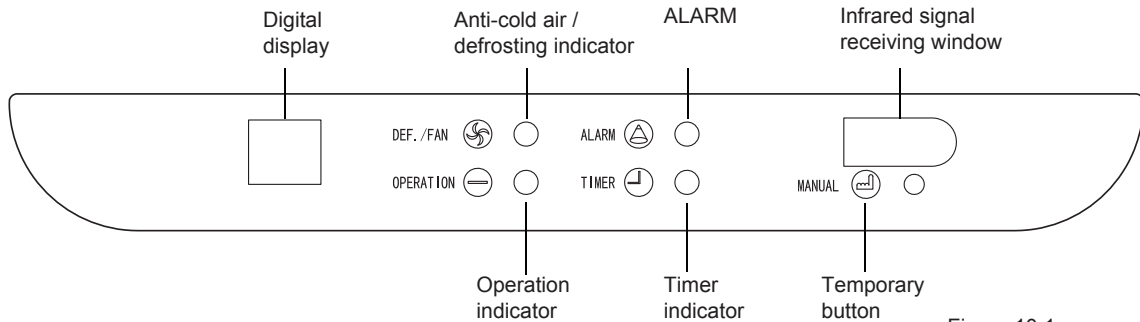 Digital
display
Anti-cold air /
defrosting indicator
ALARM
Infrared signal
receiving window
DEF./FAN
ALARM
OPERATION
TIMER
MANUAL
Operation
indicator
Timer
indicator
Temporary
button